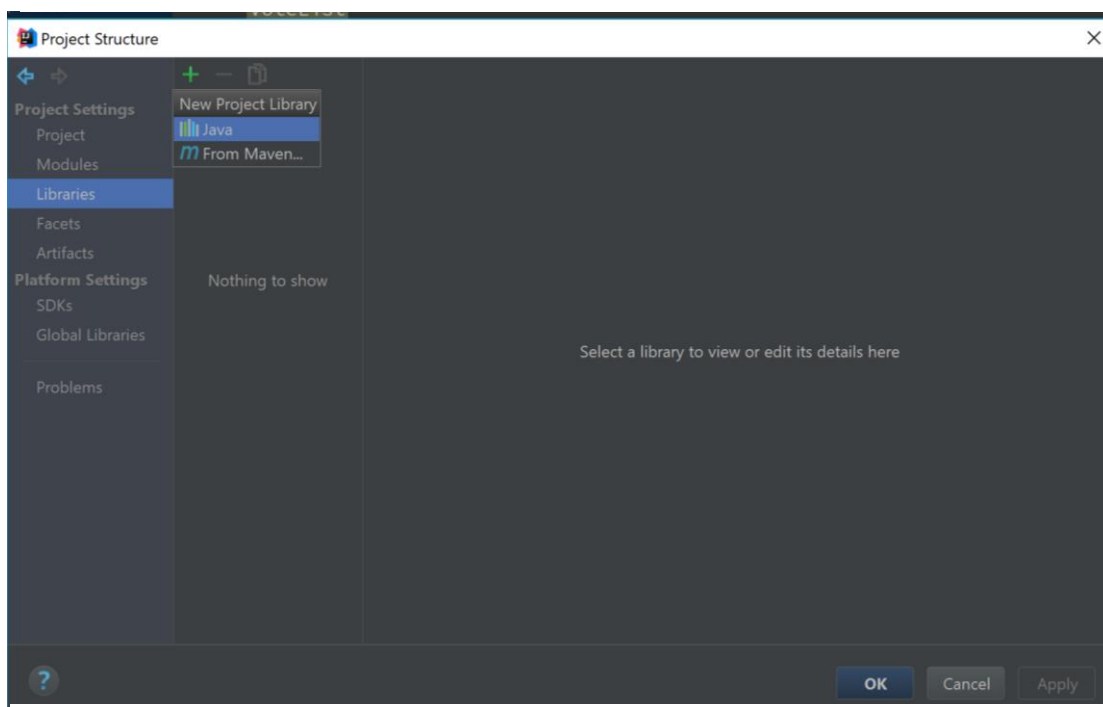 Project Structure
Project Settings
Project
Modules
Libraries
Facets
Artifacts
Platform Settings
SDKs
Global Libraries
Problems
New Project Library
Java
From Maven...
Nothing to show
Select a library to view or edit its details here
?
OK
Cancel
Apply